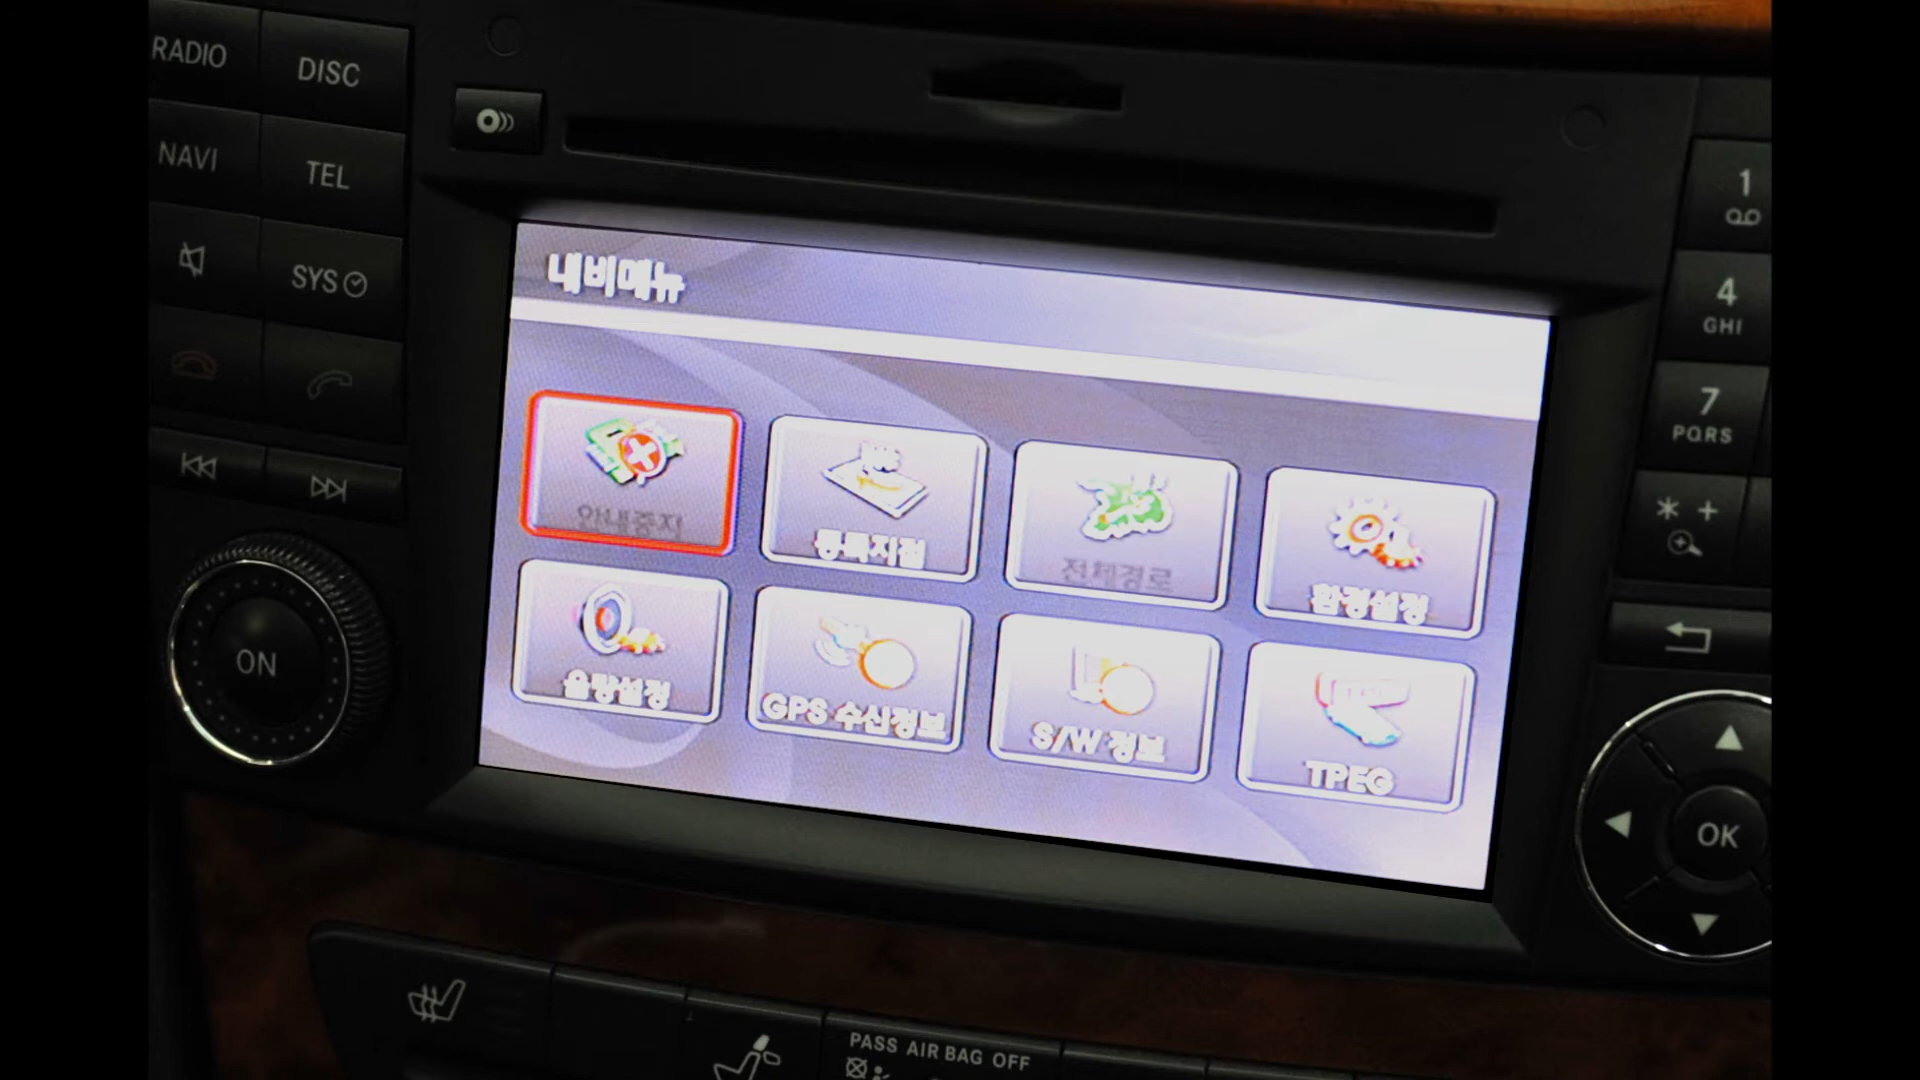 RADIO
DISC
NAVI
TEL
SYS
ON
내비메뉴
안내중지
등록지점
전체경로
환경설정
음량설정
GPS 수신정보
S/W 정보
TPEG
1
4
GHI
7
PQRS
* +
OK
PASS AIR BAG OFF